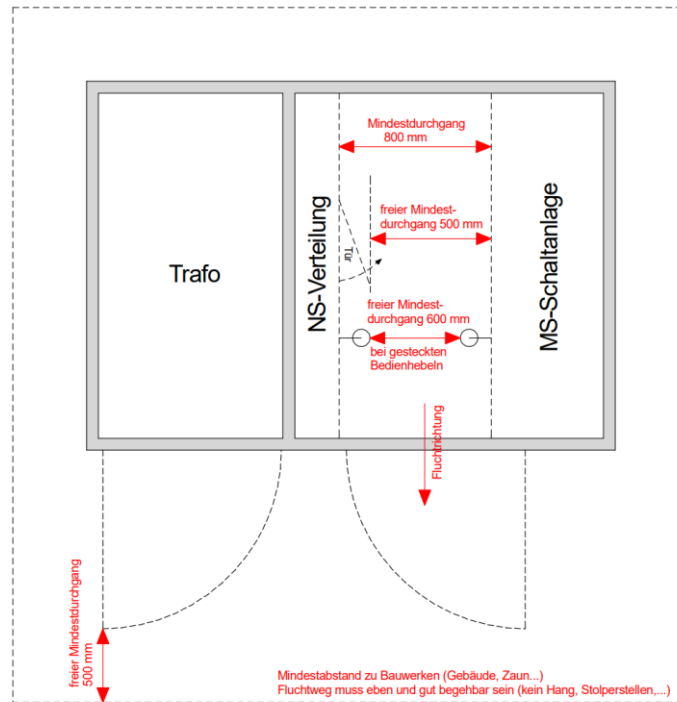 Mindestdurchgang
800 mm
freier Mindest-
durchgang 500 mm
Tür
freier Mindest-
durchgang 600 mm
bei gesteckten
Bedienhebeln
Trafo
NS-Verteilung
MS-Schaltanlage
Fluchtrichtung
freier Mindestdurchgang
500 mm
Mindestabstand zu Bauwerken (Gebäude, Zaun...)
Fluchtweg muss eben und gut begehbar sein (kein Hang, Stolperstellen,...)